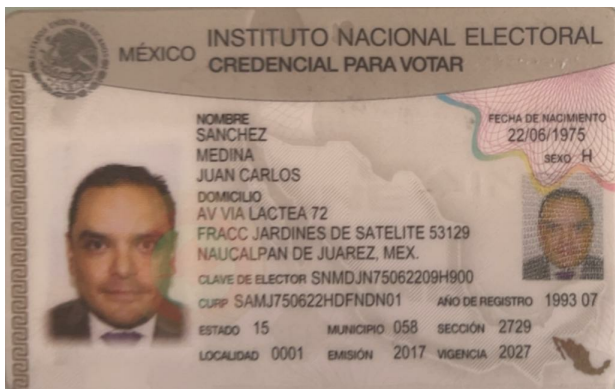 MÉXICO
INSTITUTO NACIONAL ELECTORAL
CREDENCIAL PARA VOTAR
NOMBRE
SANCHEZ
MEDINA
JUAN CARLOS
FECHA DE NACIMIENTO
22/06/1975
SEXO H
DOMICILIO
AV VIA LACTEA 72
FRACC JARDINES DE SATELITE 53129
NAUCALPAN DE JUAREZ, MEX.
CLAVE DE ELECTOR SNMDJN75062209H900
CURP SAMJ750622HDFNDN01 AÑO DE REGISTRO 1993 07
ESTADO 15 MUNICIPIO 058 SECCIÓN 2729
LOCALIDAD 0001 EMISIÓN 2017 VIGENCIA 2027